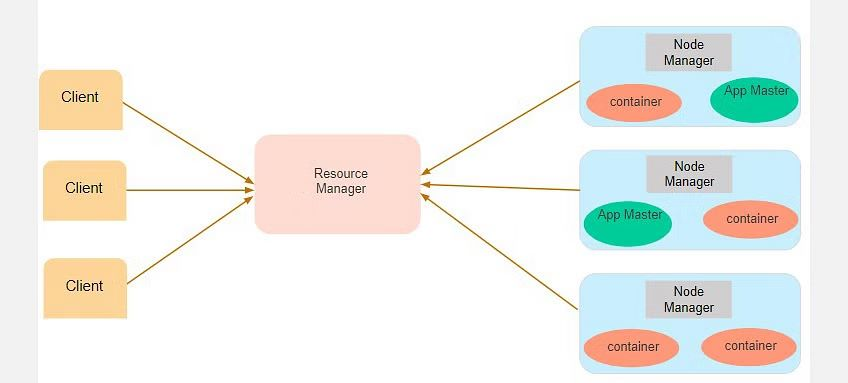 Client
Client
Client
Resource
Manager
Node
Manager
container
App Master
Node
Manager
App Master
container
Node
Manager
container
container